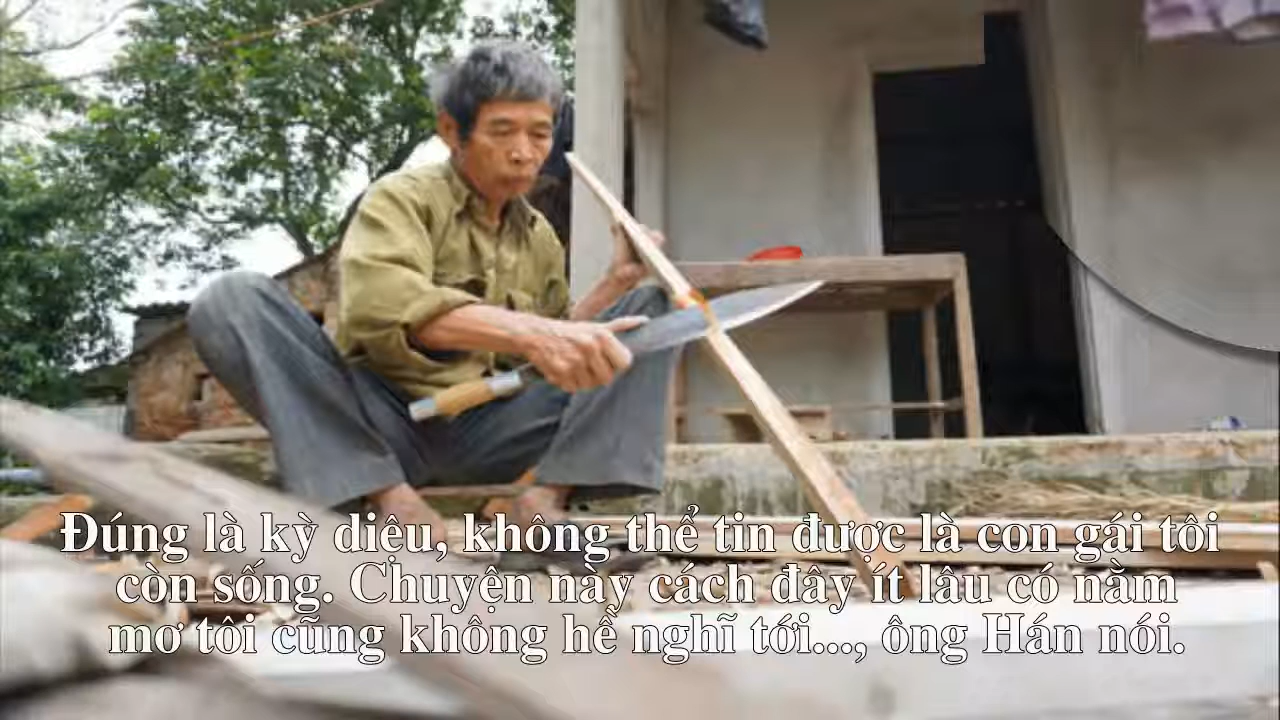 Đúng là kỳ diệu, không thể tin được là con gái tôi
còn sống. Chuyện này cách đây ít lâu có nằm
mơ tôi cũng không hề nghĩ tới..., ông Hán nói.